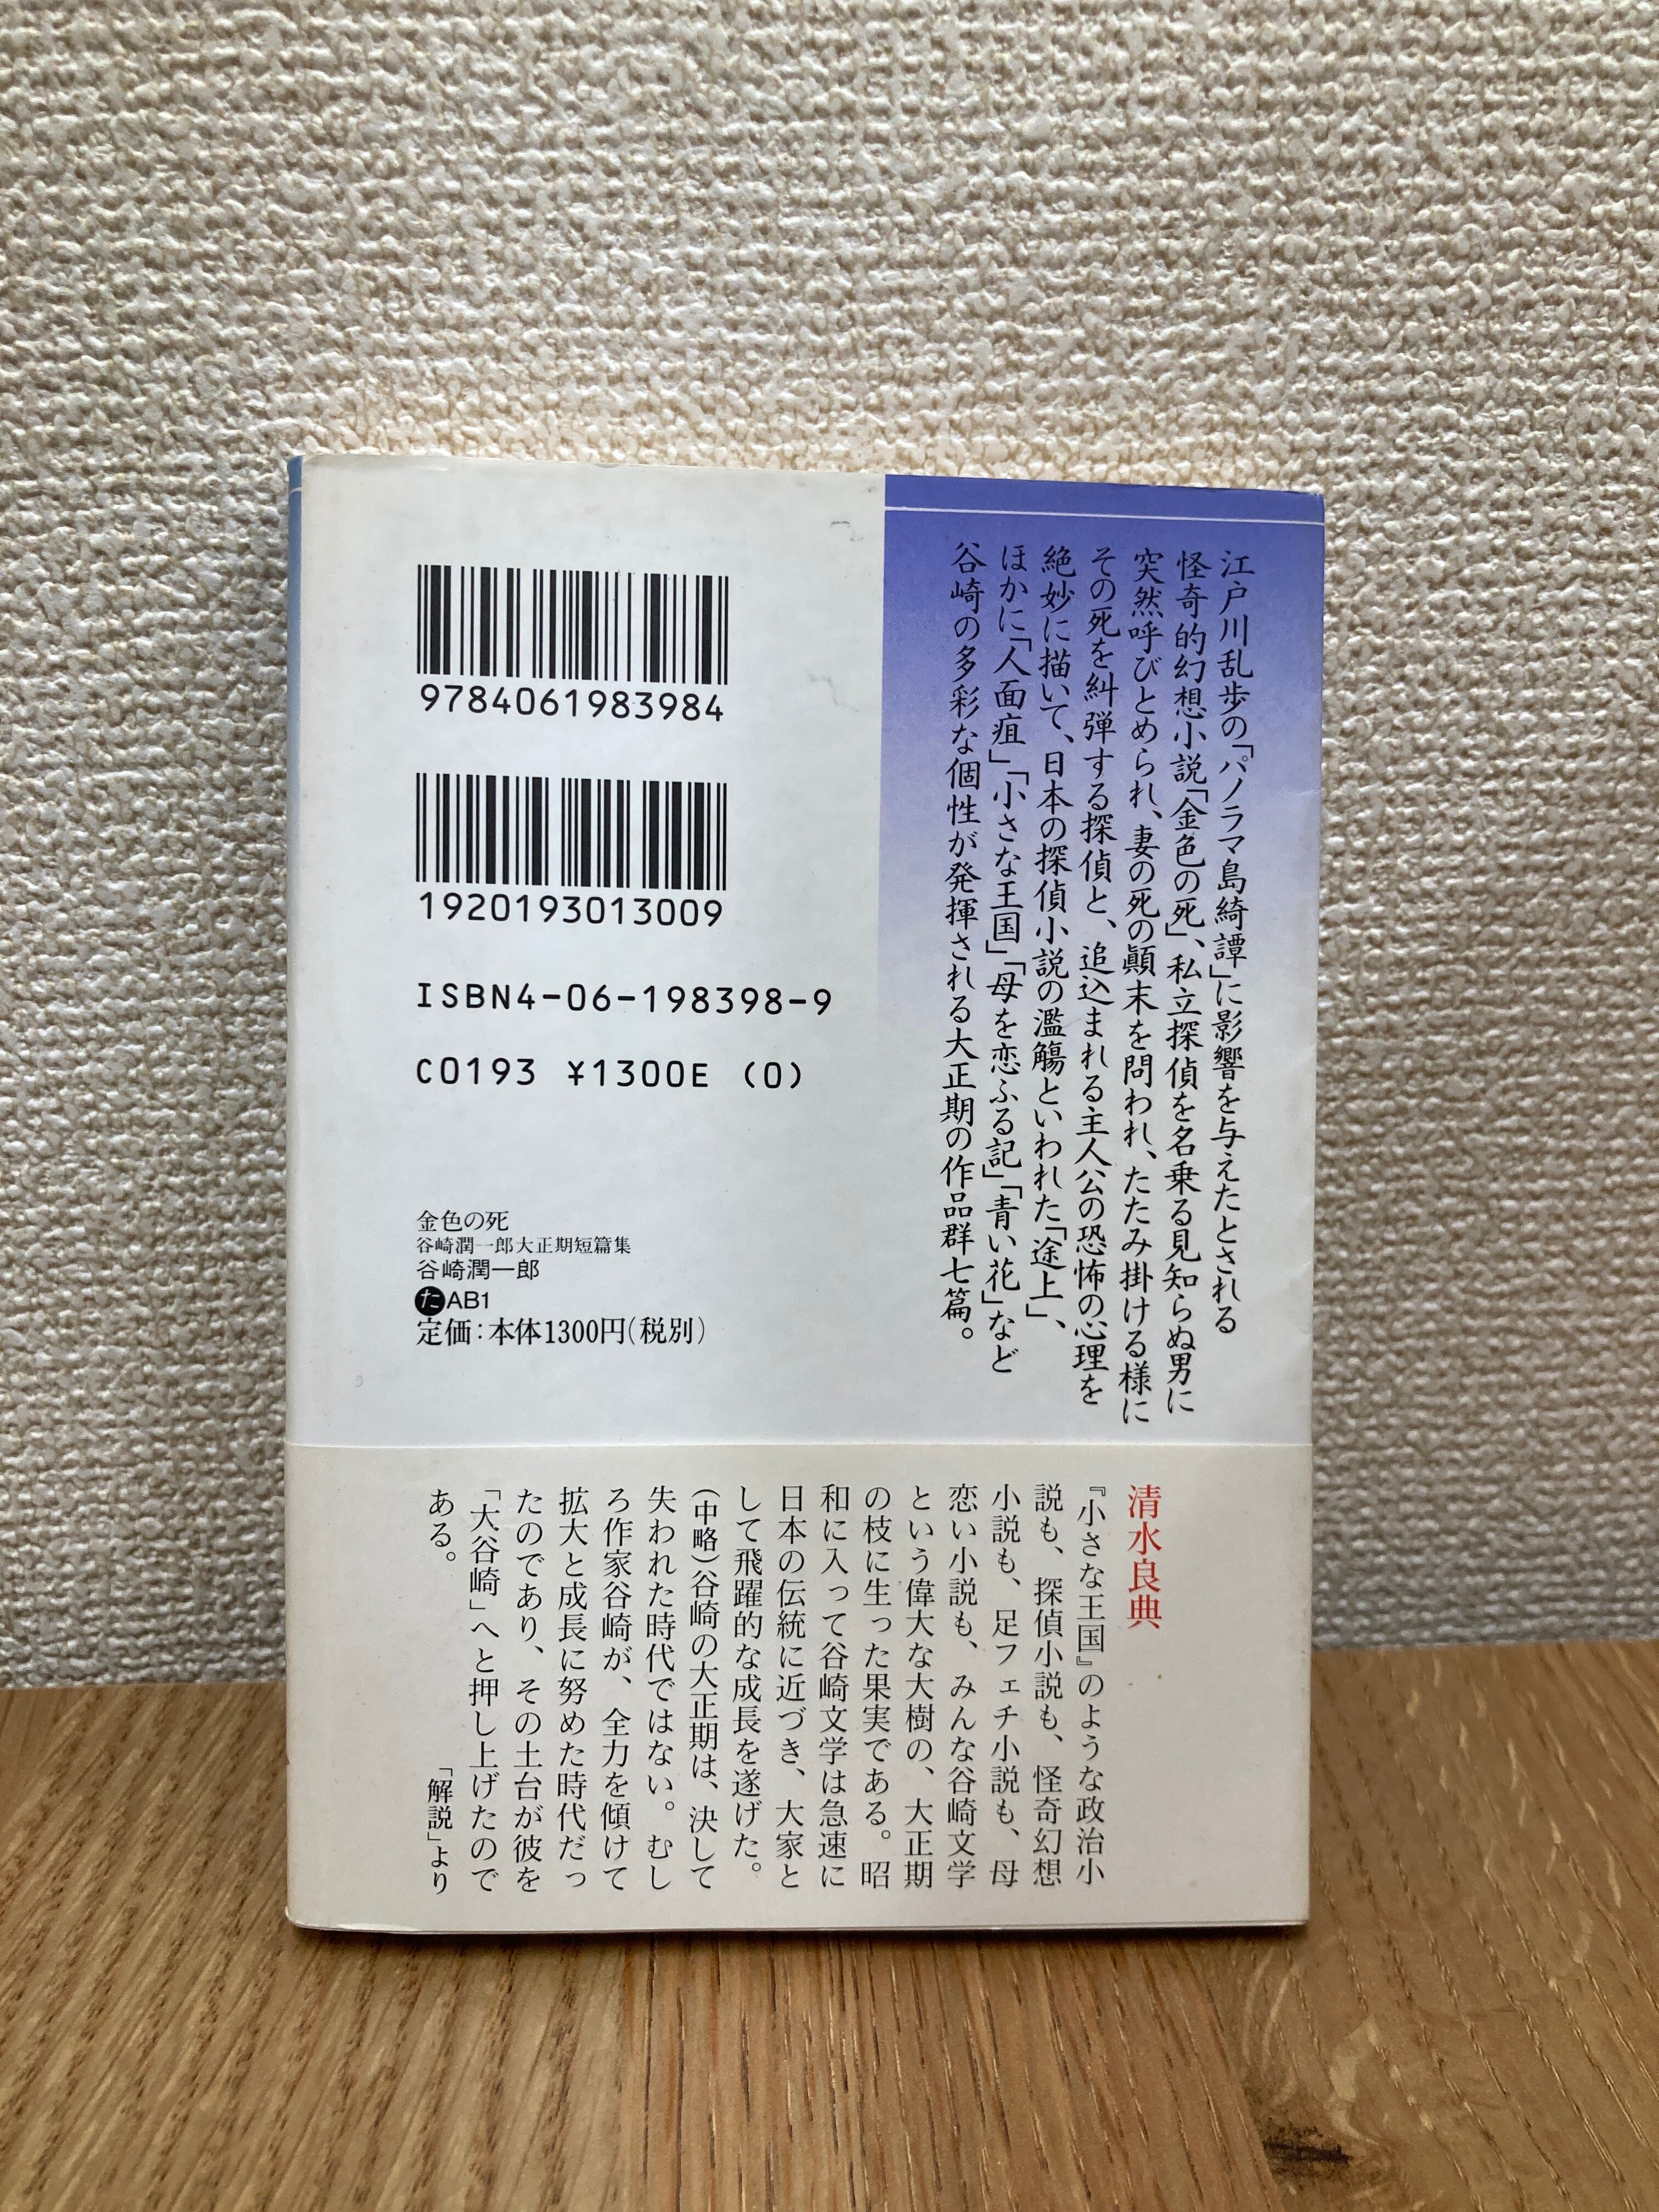 江戸川乱歩の「パノラマ島綺譚」に影響を与えたとされる
怪奇的幻想小説「金色の死」、私立探偵を名乗る見知らぬ男に
突然呼びとめられ、妻の死の顚末を問われ、たたみ掛ける様に
その死を糾弾する探偵と、追込まれる主人公の恐怖の心理を
絶妙に描いて、日本の探偵小説の濫觴といわれた「途上」、
ほかに「人面疽」「小さな王国」「母を恋ふる記」「青い花」など
谷崎の多彩な個性が発揮される大正期の作品群七篇。
9784061983984
1920193013009
ISBN4-06-198398-9
C0193 ¥1300E (0)
金色の死
谷崎潤一郎大正期短篇集
谷崎潤一郎
た AB1
定価：本体1300円（税別）
清水良典
『小さな王国』のような政治小
説も、探偵小説も、怪奇幻想
小説も、足フェチ小説も、母
恋い小説も、みんな谷崎文学
という偉大な大樹の、大正期
の枝に生った果実である。昭
和に入って谷崎文学は急速に
日本の伝統に近づき、大家と
して飛躍的な成長を遂げた。
（中略）谷崎の大正期は、決して
失われた時代ではない。むし
ろ作家谷崎が、全力を傾けて
拡大と成長に努めた時代だっ
たのであり、その土台が彼を
「大谷崎」へと押し上げたので
ある。
「解説」より